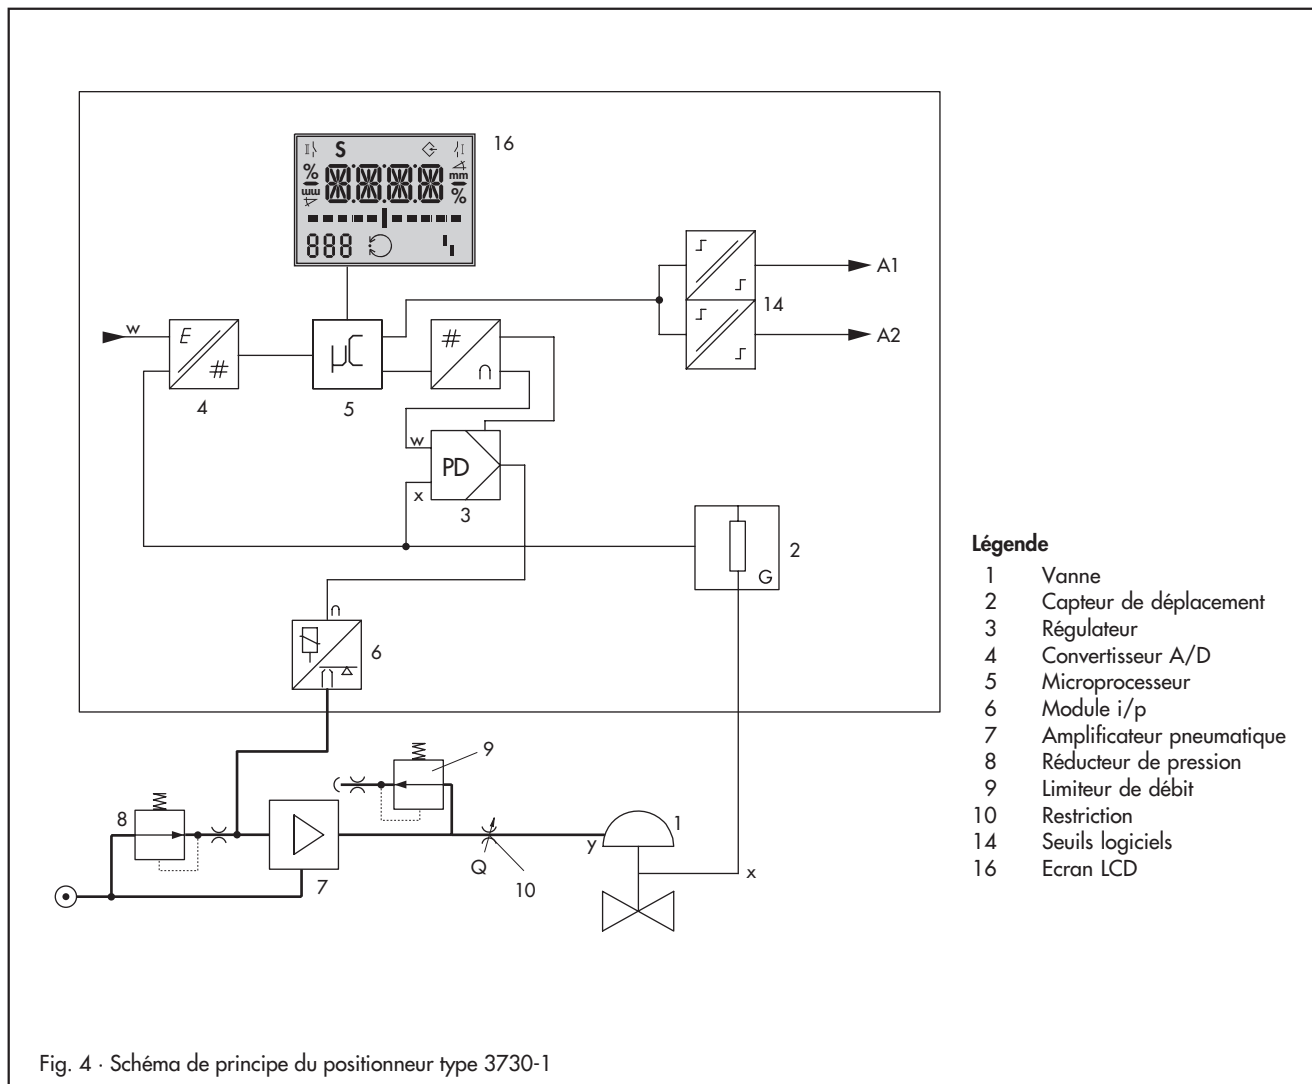 S
%
mm
%
mm
888
16
A1
14
A2
w
E
#
µC
#
∩
4
5
w
PD
x
3
2
G
∩
6
9
8
1
y
Q
10
7
x
Légende
1 Vanne
2 Capteur de déplacement
3 Régulateur
4 Convertisseur A/D
5 Microprocesseur
6 Module i/p
7 Amplificateur pneumatique
8 Réducteur de pression
9 Limiteur de débit
10 Restriction
14 Seuils logiciels
16 Ecran LCD
Fig. 4 · Schéma de principe du positionneur type 3730-1